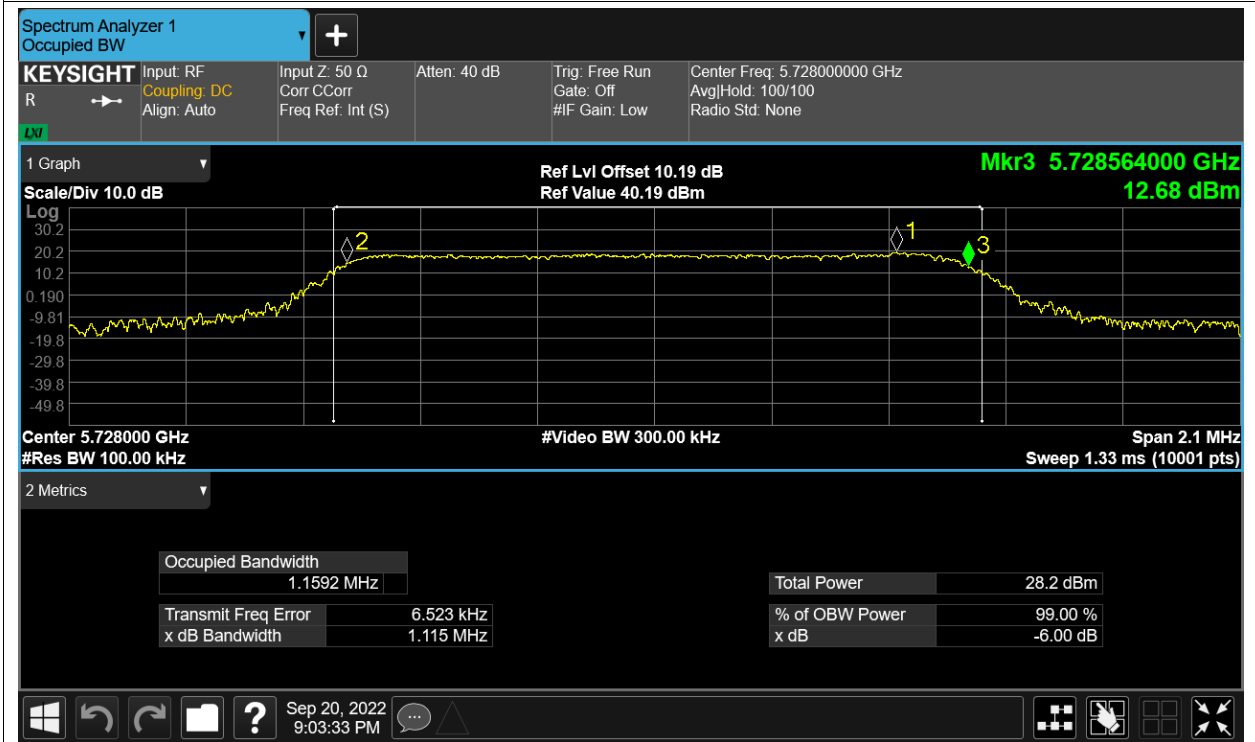 Spectrum Analyzer 1
Occupied BW
KEYSIGHT
R
LXI
Input: RF
Coupling: DC
Align: Auto
Input Z: 50 Ω
Corr CCorr
Freq Ref: Int (S)
Atten: 40 dB
Trig: Free Run
Gate: Off
#IF Gain: Low
Center Freq: 5.728000000 GHz
Avg|Hold: 100/100
Radio Std: None
1 Graph
Scale/Div 10.0 dB
Ref Lvl Offset 10.19 dB
Ref Value 40.19 dBm
Mkr3 5.728564000 GHz
12.68 dBm
Log
30.2
20.2
10.2
0.190
-9.81
-19.8
-29.8
-39.8
-49.8
2
1
3
Center 5.728000 GHz
#Video BW 300.00 kHz
Span 2.1 MHz
#Res BW 100.00 kHz
Sweep 1.33 ms (10001 pts)
2 Metrics
Occupied Bandwidth
1.1592 MHz
Total Power 28.2 dBm
Transmit Freq Error 6.523 kHz
% of OBW Power 99.00 %
x dB Bandwidth 1.115 MHz
x dB -6.00 dB
?
Sep 20, 2022
9:03:33 PM